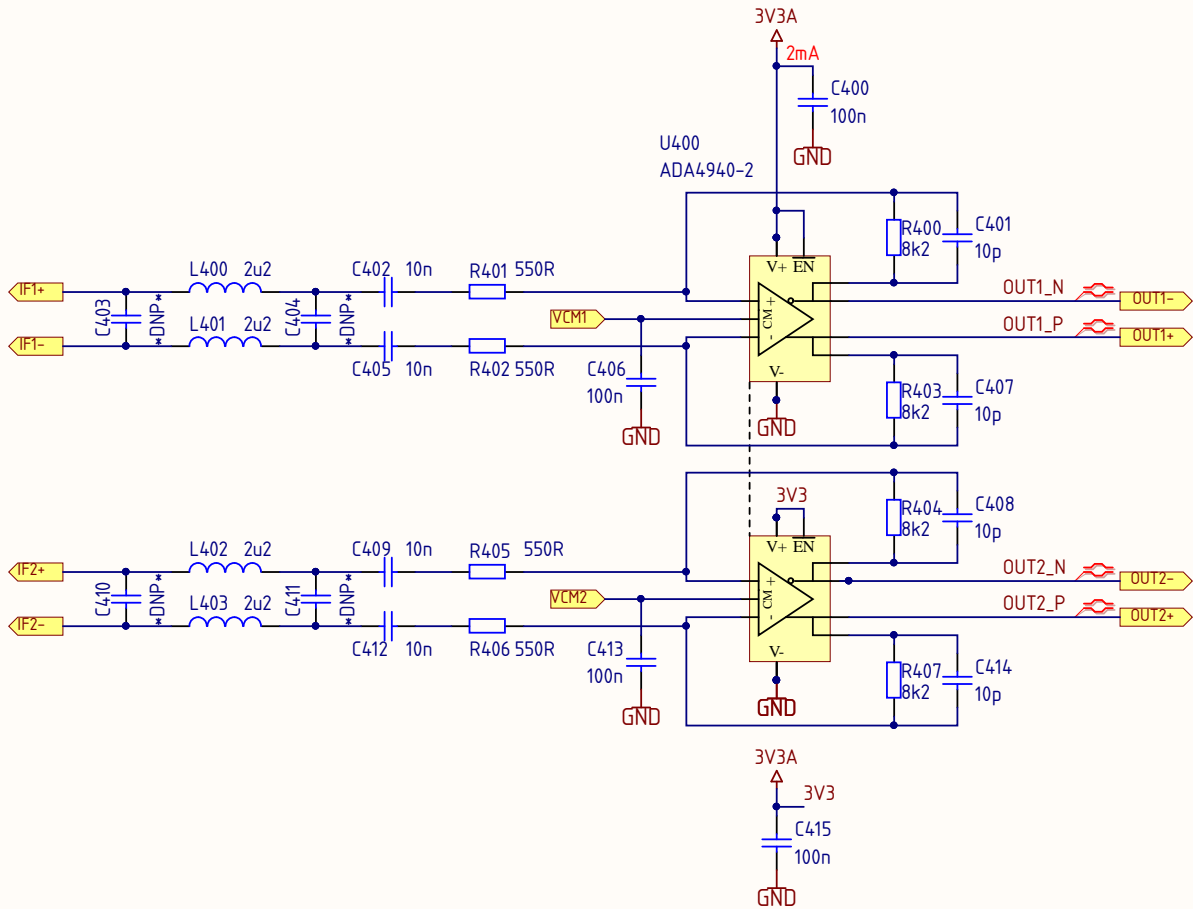 3V3A
2mA
C400
100n
GND
U400
ADA4940-2
R400
8k2
C401
10p
V+ EN
IF1+
C403
DNP*
*
L400 2u2
C404
DNP*
*
C402 10n
R401 550R
VCM1
CM
+
-
OUT1_N
OUT1-
IF1-
L401 2u2
C405 10n
R402 550R
C406
100n
GND
V-
GND
OUT1_P
OUT1+
R403
8k2
C407
10p
3V3
R404
8k2
C408
10p
V+ EN
IF2+
C410
DNP*
*
L402 2u2
C411
DNP*
*
C409 10n
R405 550R
VCM2
CM
+
-
OUT2_N
OUT2-
IF2-
L403 2u2
C412 10n
R406 550R
C413
100n
GND
V-
GND
OUT2_P
OUT2+
R407
8k2
C414
10p
3V3A
3V3
C415
100n
GND